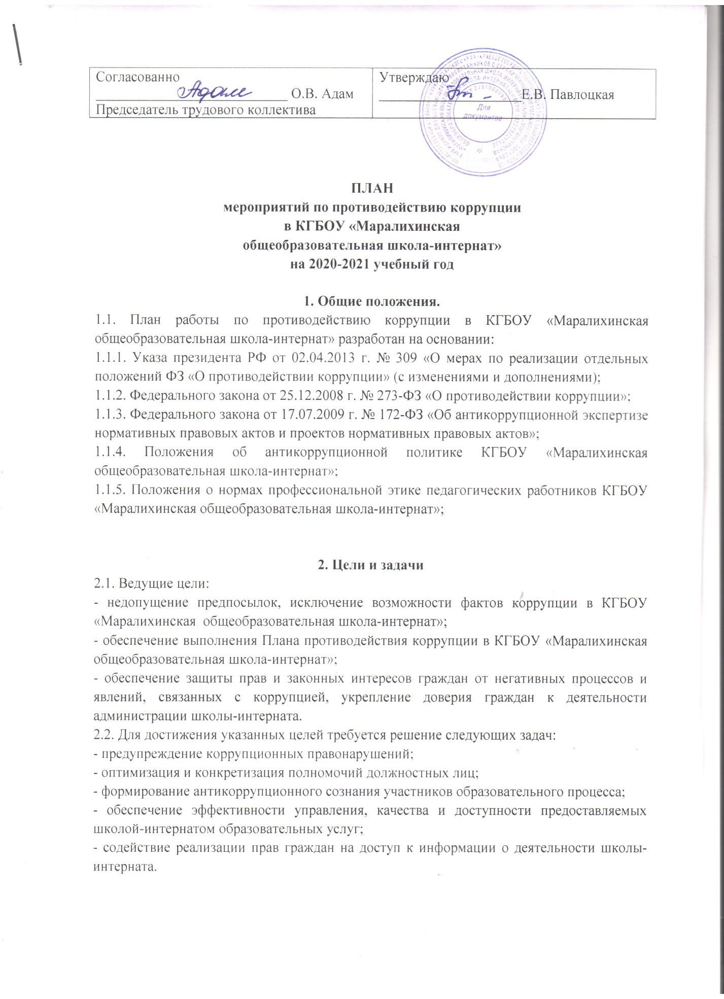 Согласованно
Адам О.В. Адам
Председатель трудового коллектива
Утверждаю
Е.В. Павлоцкая
Для
документов
ПЛАН
мероприятий по противодействию коррупции
в КГБОУ «Маралихинская
общеобразовательная школа-интернат»
на 2020-2021 учебный год
1. Общие положения.
1.1. План работы по противодействию коррупции в КГБОУ «Маралихинская
общеобразовательная школа-интернат» разработан на основании:
1.1.1. Указа президента РФ от 02.04.2013 г. № 309 «О мерах по реализации отдельных
положений ФЗ «О противодействии коррупции» (с изменениями и дополнениями);
1.1.2. Федерального закона от 25.12.2008 г. № 273-ФЗ «О противодействии коррупции»;
1.1.3. Федерального закона от 17.07.2009 г. № 172-ФЗ «Об антикоррупционной экспертизе
нормативных правовых актов и проектов нормативных правовых актов»;
1.1.4. Положения об антикоррупционной политике КГБОУ «Маралихинская
общеобразовательная школа-интернат»;
1.1.5. Положения о нормах профессиональной этике педагогических работников КГБОУ
«Маралихинская общеобразовательная школа-интернат»;
2. Цели и задачи
2.1. Ведущие цели:
- недопущение предпосылок, исключение возможности фактов коррупции в КГБОУ
«Маралихинская общеобразовательная школа-интернат»;
- обеспечение выполнения Плана противодействия коррупции в КГБОУ «Маралихинская
общеобразовательная школа-интернат»;
- обеспечение защиты прав и законных интересов граждан от негативных процессов и
явлений, связанных с коррупцией, укрепление доверия граждан к деятельности
администрации школы-интерната.
2.2. Для достижения указанных целей требуется решение следующих задач:
- предупреждение коррупционных правонарушений;
- оптимизация и конкретизация полномочий должностных лиц;
- формирование антикоррупционного сознания участников образовательного процесса;
- обеспечение эффективности управления, качества и доступности предоставляемых
школой-интернатом образовательных услуг;
- содействие реализации прав граждан на доступ к информации о деятельности школы-
интерната.